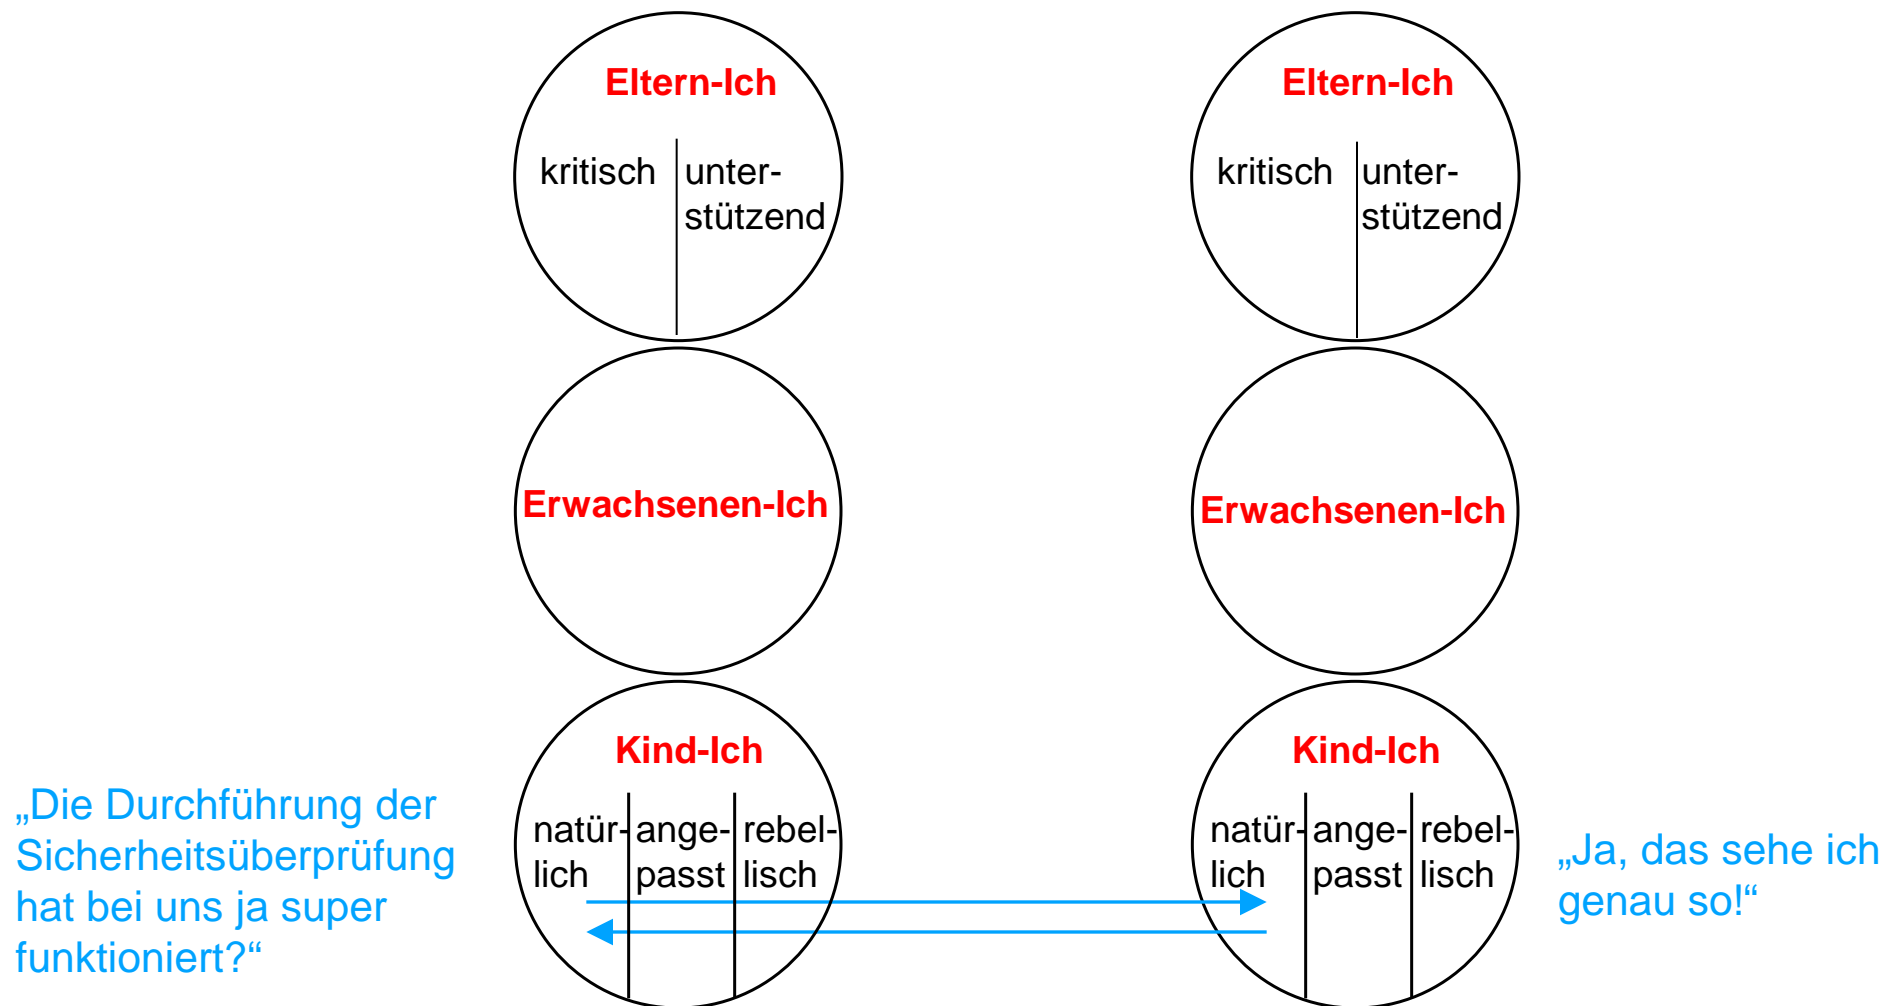 Eltern-Ich
kritisch
unter-
stützend
Erwachsenen-Ich
Kind-Ich
natür-
lich
ange-
passt
rebel-
lisch
„Die Durchführung der
Sicherheitsüberprüfung
hat bei uns ja super
funktioniert?“
Eltern-Ich
kritisch
unter-
stützend
Erwachsenen-Ich
Kind-Ich
natür-
lich
ange-
passt
rebel-
lisch
„Ja, das sehe ich
genau so!“